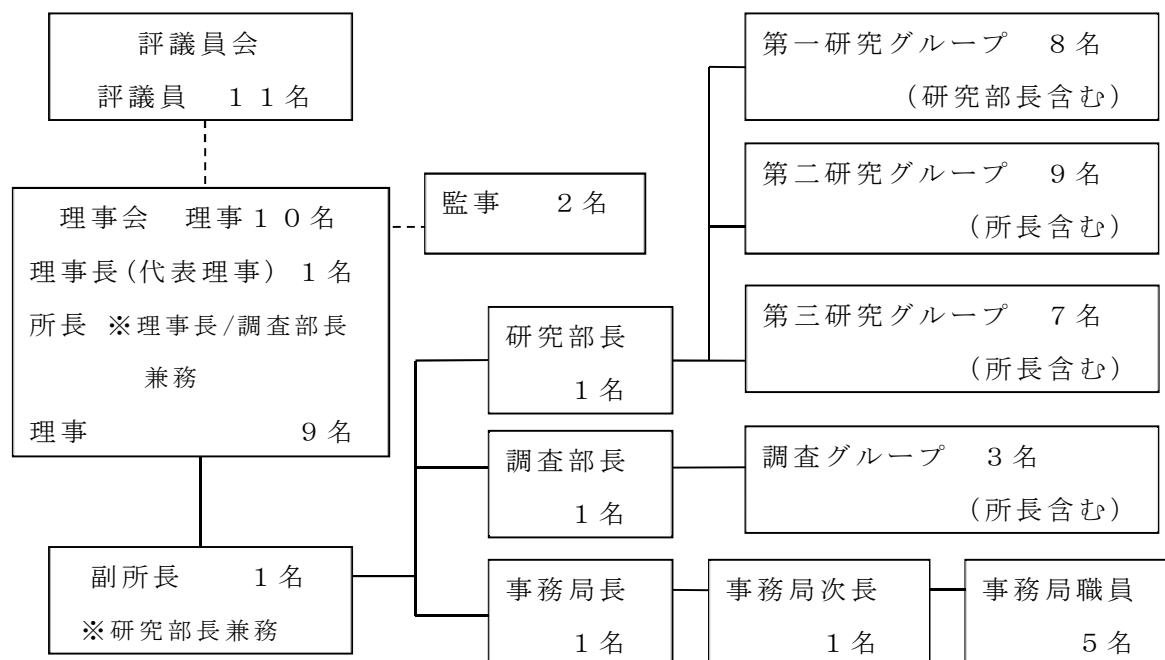 評議員会
評議員　１１名
理事会　理事１０名
理事長(代表理事)　１名
所長　※理事長/調査部長
兼務
理事　９名
監事　２名
副所長　１名
※研究部長兼務
研究部長
１名
調査部長
１名
事務局長
１名
事務局次長
１名
事務局職員
５名
第一研究グループ　８名
(研究部長含む)
第二研究グループ　９名
(所長含む)
第三研究グループ　７名
(所長含む)
調査グループ　３名
(所長含む)